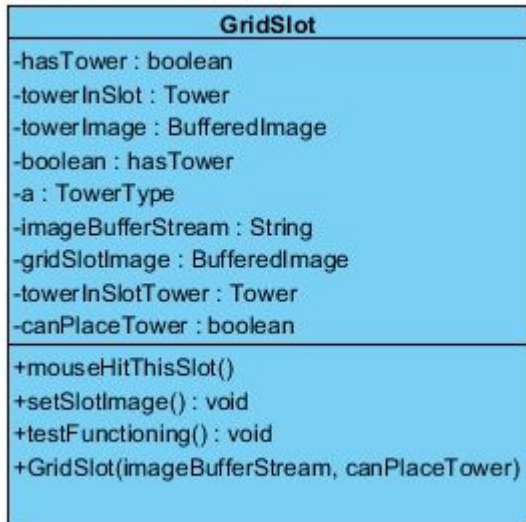 GridSlot
-hasTower : boolean
-towerInSlot : Tower
-towerImage : BufferedImage
-boolean : hasTower
-a : TowerType
-imageBufferStream : String
-gridSlotImage : BufferedImage
-towerInSlotTower : Tower
-canPlaceTower : boolean
+mouseHitThisSlot()
+setSlotImage() : void
+testFunctioning() : void
+GridSlot(imageBufferStream, canPlaceTower)